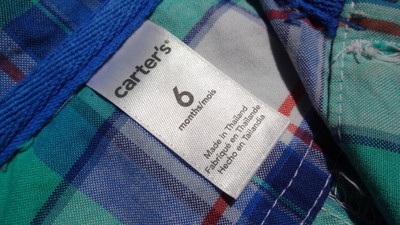 carter's
6
months/mois
Made in Thailand
Fabriqué en Thaïlande
Hecho en Tailandia